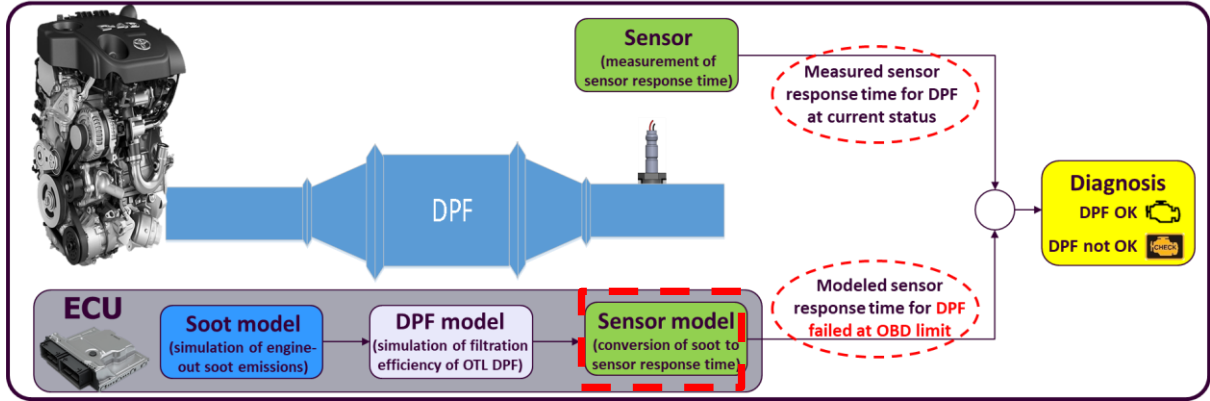 Sensor
(measurement of
sensor response time)
Measured sensor
response time for DPF
at current status
DPF
Diagnosis
DPF OK
DPF not OK
CHECK
ECU
Soot model
(simulation of engine-
out soot emissions)
DPF model
(simulation of filtration
efficiency of OTL DPF)
Sensor model
(conversion of soot to
sensor response time)
Modeled sensor
response time for DPF
failed at OBD limit